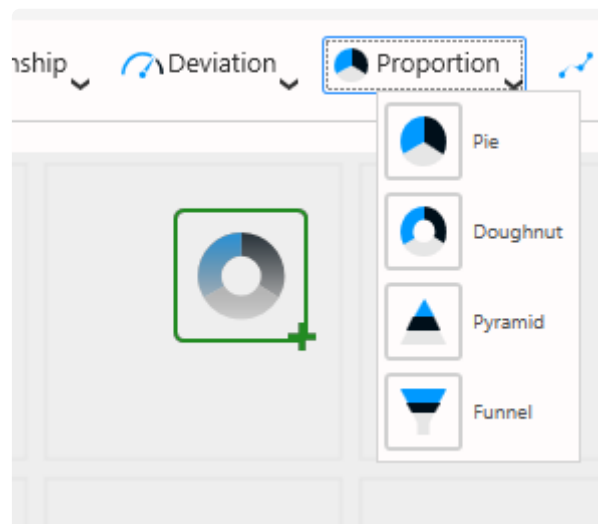 nship
Deviation
Proportion
Pie
Doughnut
Pyramid
Funnel